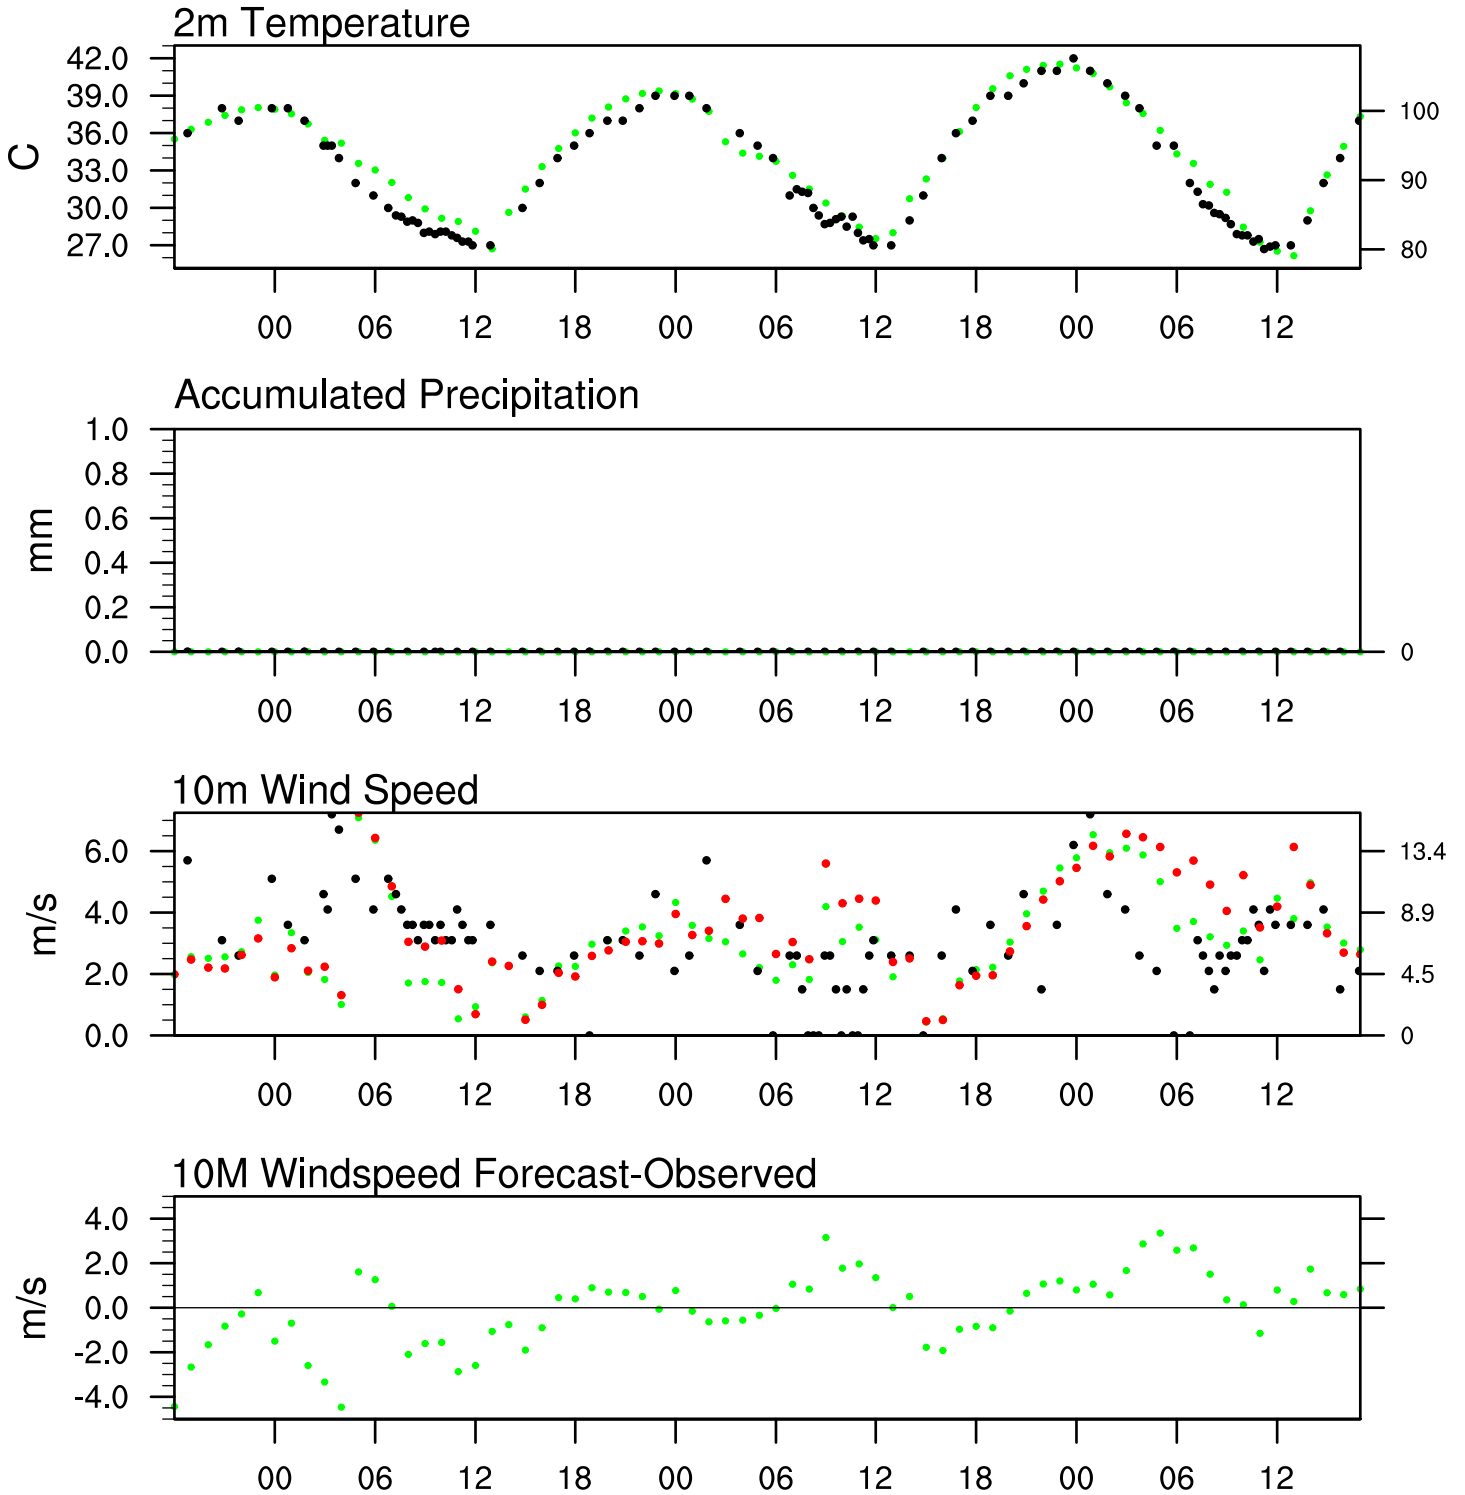 2m Temperature
42.0
39.0
36.0
33.0
30.0
27.0
C
100
90
80
00 06 12 18 00 06 12 18 00 06 12
Accumulated Precipitation
1.0
0.8
0.6
0.4
0.2
0.0
mm
0
00 06 12 18 00 06 12 18 00 06 12
10m Wind Speed
6.0
4.0
2.0
0.0
m/s
13.4
8.9
4.5
0
00 06 12 18 00 06 12 18 00 06 12
10M Windspeed Forecast-Observed
4.0
2.0
0.0
-2.0
-4.0
m/s
00 06 12 18 00 06 12 18 00 06 12